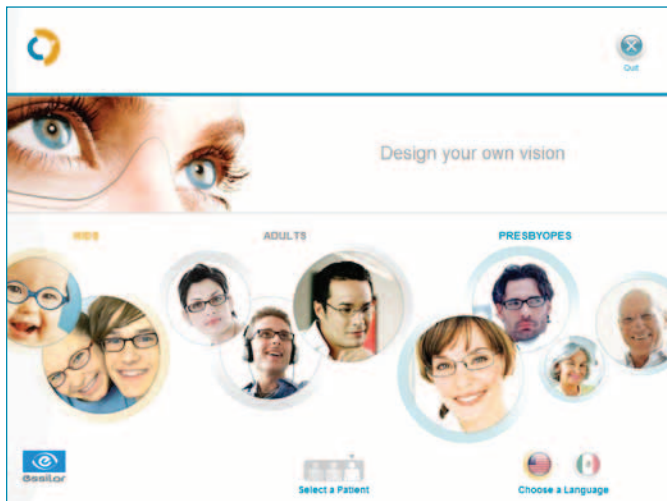 Quit
Design your own vision
KIDS
ADULTS
PRESBYOPES
essilor
Select a Patient
Choose a Language